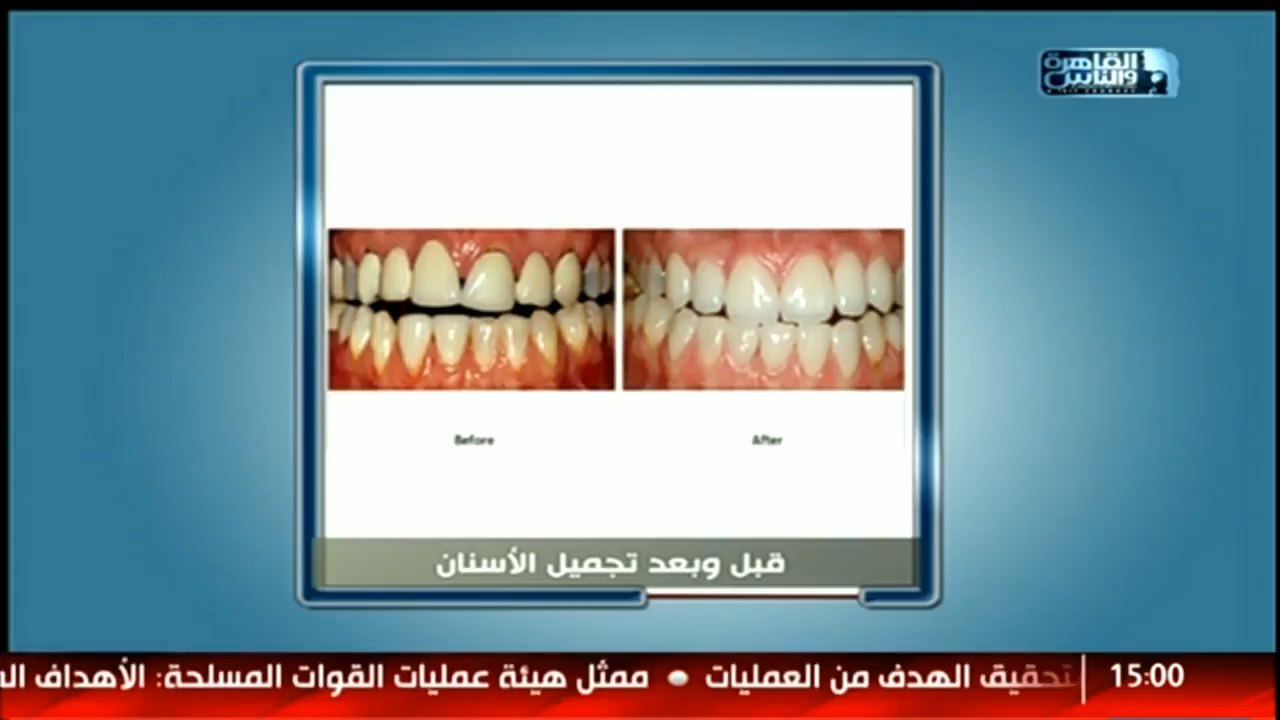 القاهرة
والناس
Before
After
قبل وبعد تجميل الأسنان
15:00
تحقيق الهدف من العمليات • ممثل هيئة عمليات القوات المسلحة: الأهداف